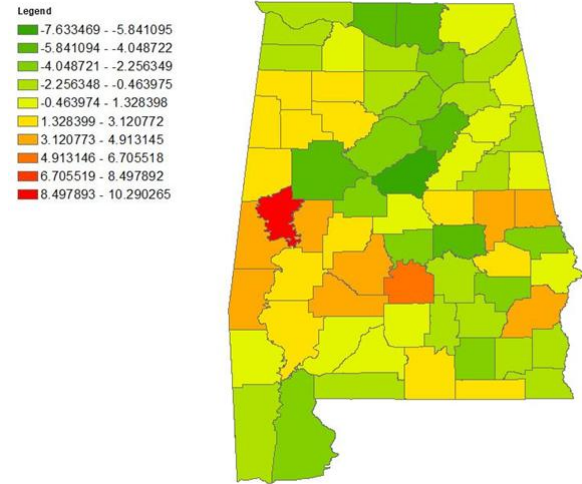 Legend
-7.633469 - -5.841095
-5.841094 - -4.048722
-4.048721 - -2.256349
-2.256348 - -0.463975
-0.463974 - 1.328398
1.328399 - 3.120772
3.120773 - 4.913145
4.913146 - 6.705518
6.705519 - 8.497892
8.497893 - 10.290265